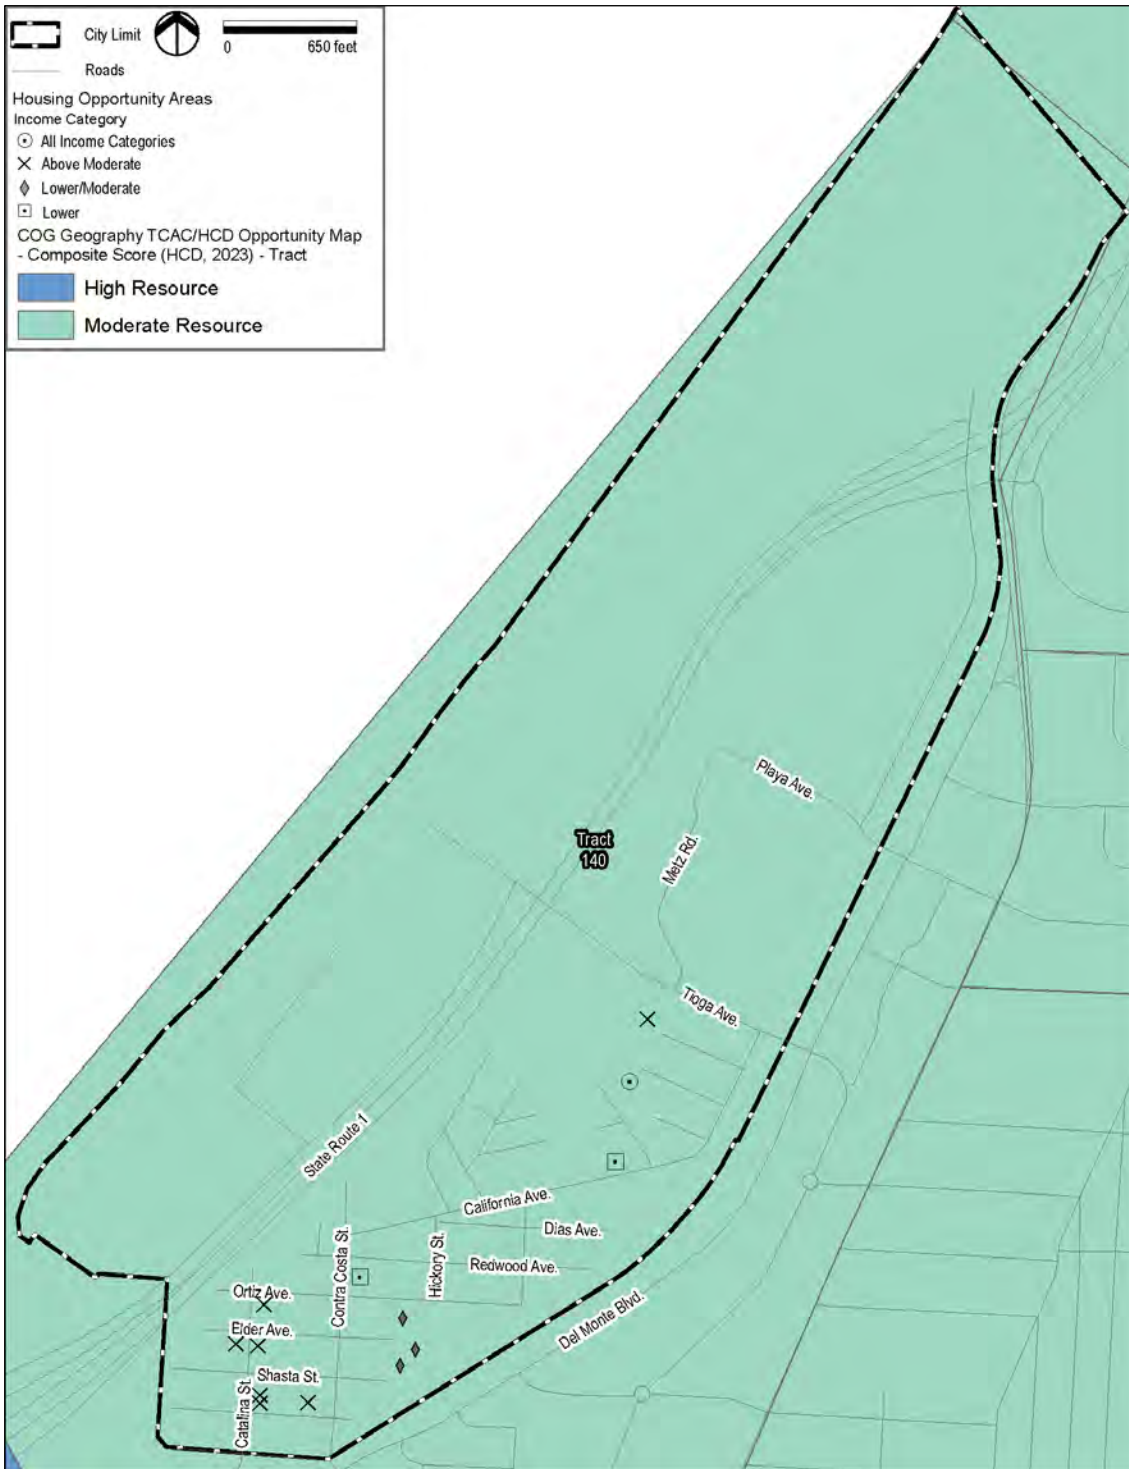 City Limit
0 650 feet
Roads
Housing Opportunity Areas
Income Category
All Income Categories
Above Moderate
Lower/Moderate
Lower
COG Geography TCAC/HCD Opportunity Map
- Composite Score (HCD, 2023) - Tract
High Resource
Moderate Resource
Playa Ave.
Tract
140
Metz Rd.
Tioga Ave.
State Route 1
California Ave.
Dias Ave.
Contra Costa St.
Hickory St.
Redwood Ave.
Ortiz Ave.
Elder Ave.
Del Monte Blvd.
Shasta St.
Catalina St.